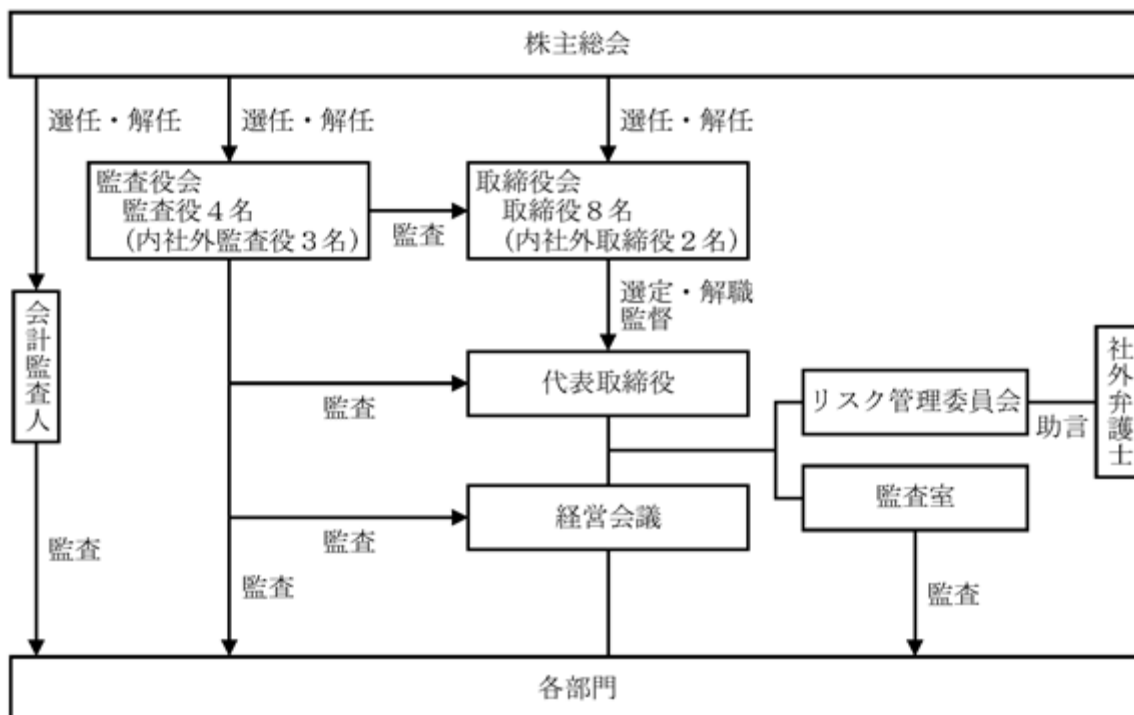 株主総会
選任・解任
選任・解任
選任・解任
監査役会
監査役４名
（内社外監査役３名）
監査
取締役会
取締役８名
（内社外取締役２名）
選定・解職
監督
会計監査人
代表取締役
監査
リスク管理委員会
助言
社外弁護士
監査室
経営会議
監査
監査
監査
監査
各部門